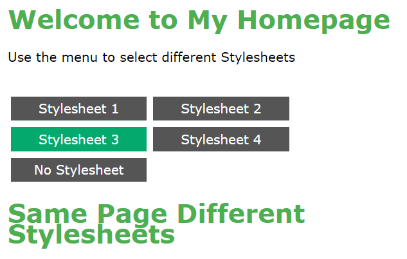 Welcome to My Homepage
Use the menu to select different Stylesheets
Stylesheet 1
Stylesheet 2
Stylesheet 3
Stylesheet 4
No Stylesheet
Same Page Different
Stylesheets